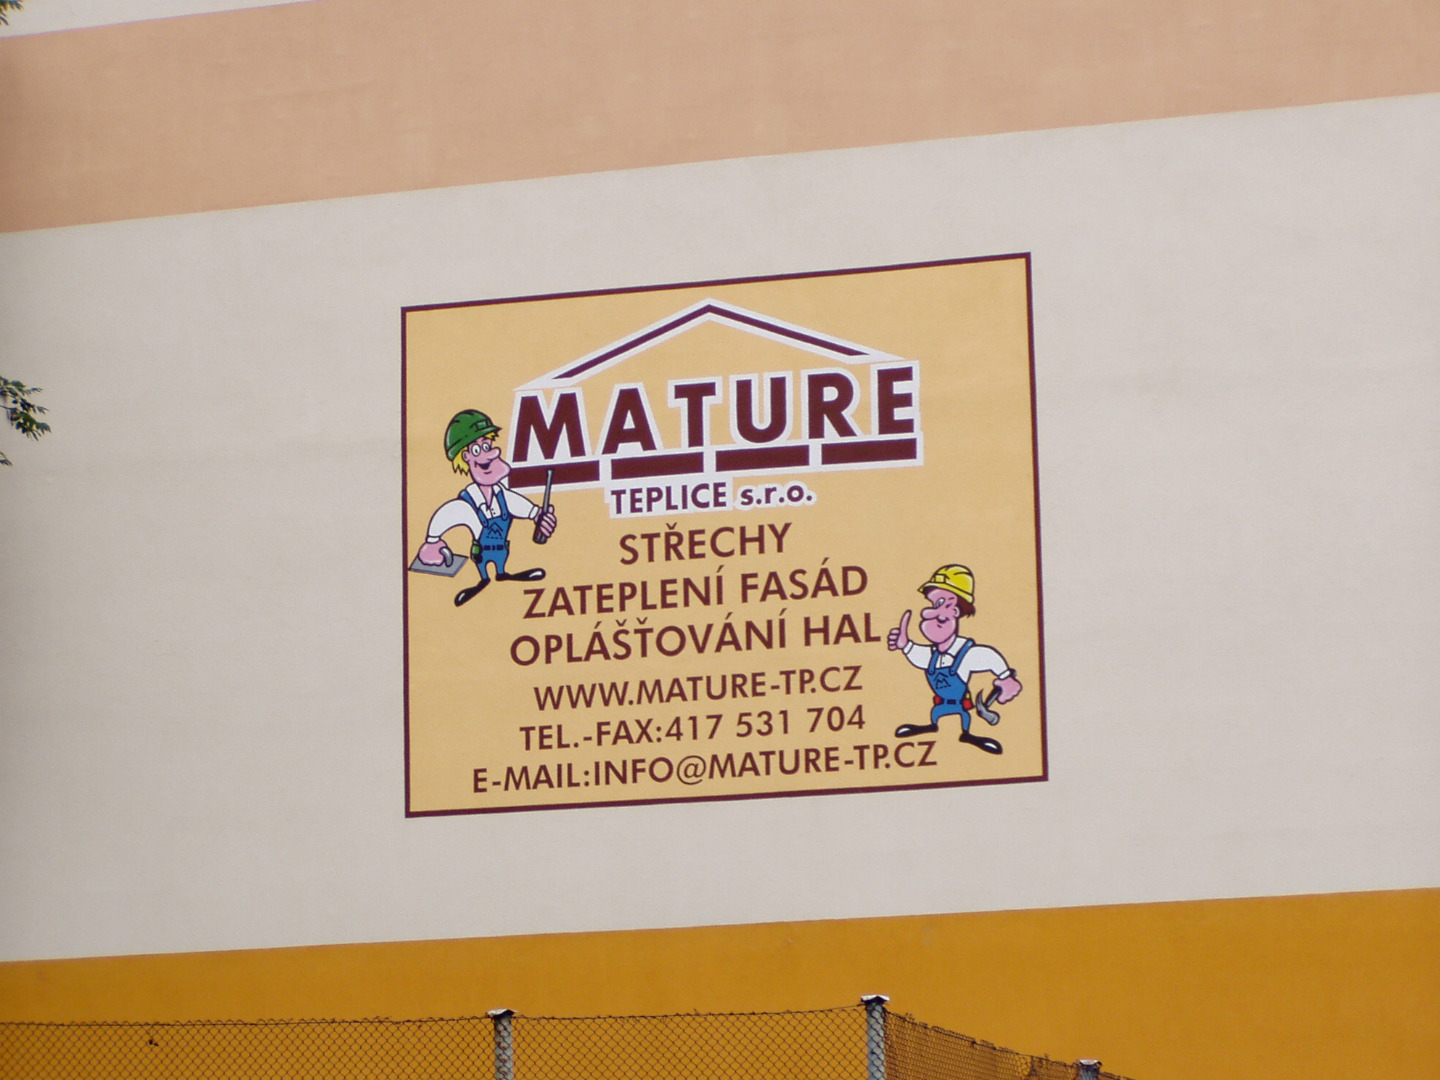 MATURE
TEPLICE s.r.o.
STŘECHY
ZATEPLENÍ FASÁD
OPLÁŠŤOVÁNÍ HAL
WWW.MATURE-TP.CZ
TEL.-FAX:417 531 704
E-MAIL:INFO@MATURE-TP.CZ